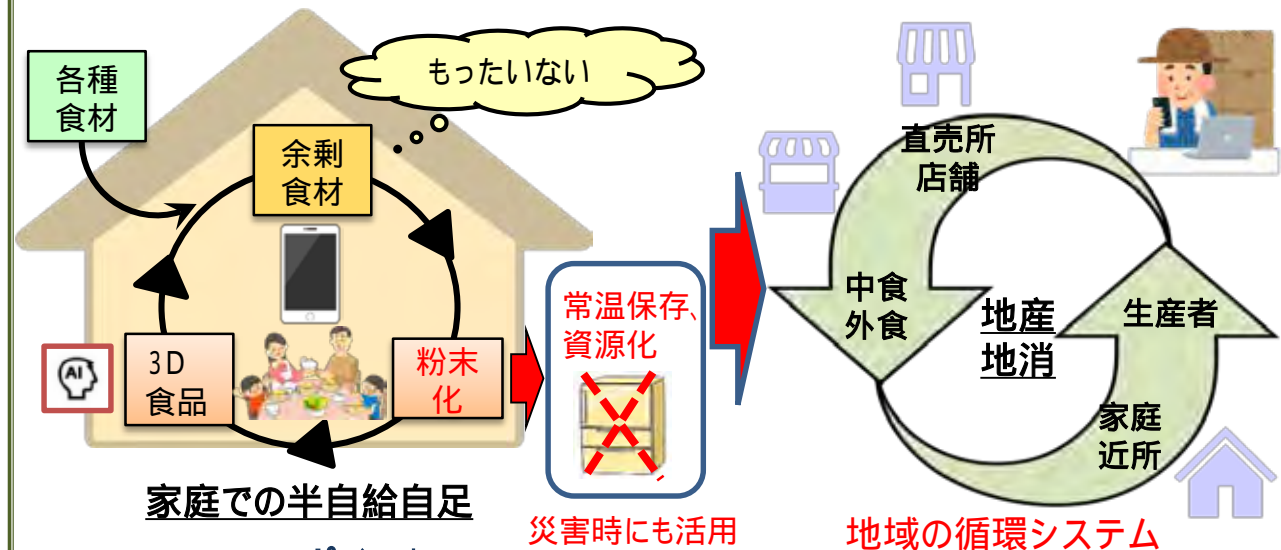 各種
食材
もったいない
余剰
食材
3D
食品
AI
粉末
化
家庭での半自給自足
常温保存、
資源化
災害時にも活用
直売所
店舗
中食
外食
地産
地消
生産者
家庭
近所
地域の循環システム